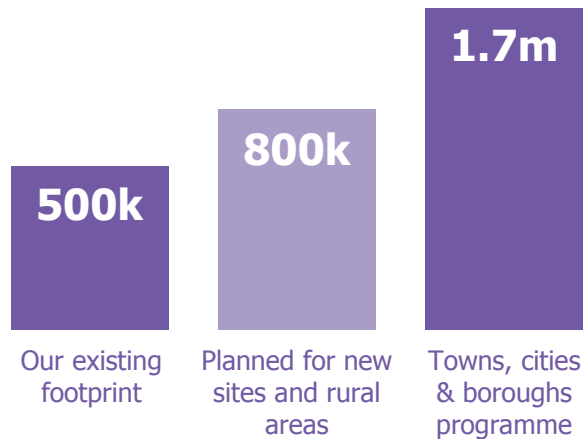 1.7m
800k
500k
Our existing
footprint
Planned for new
sites and rural
areas
Towns, cities
& boroughs
programme